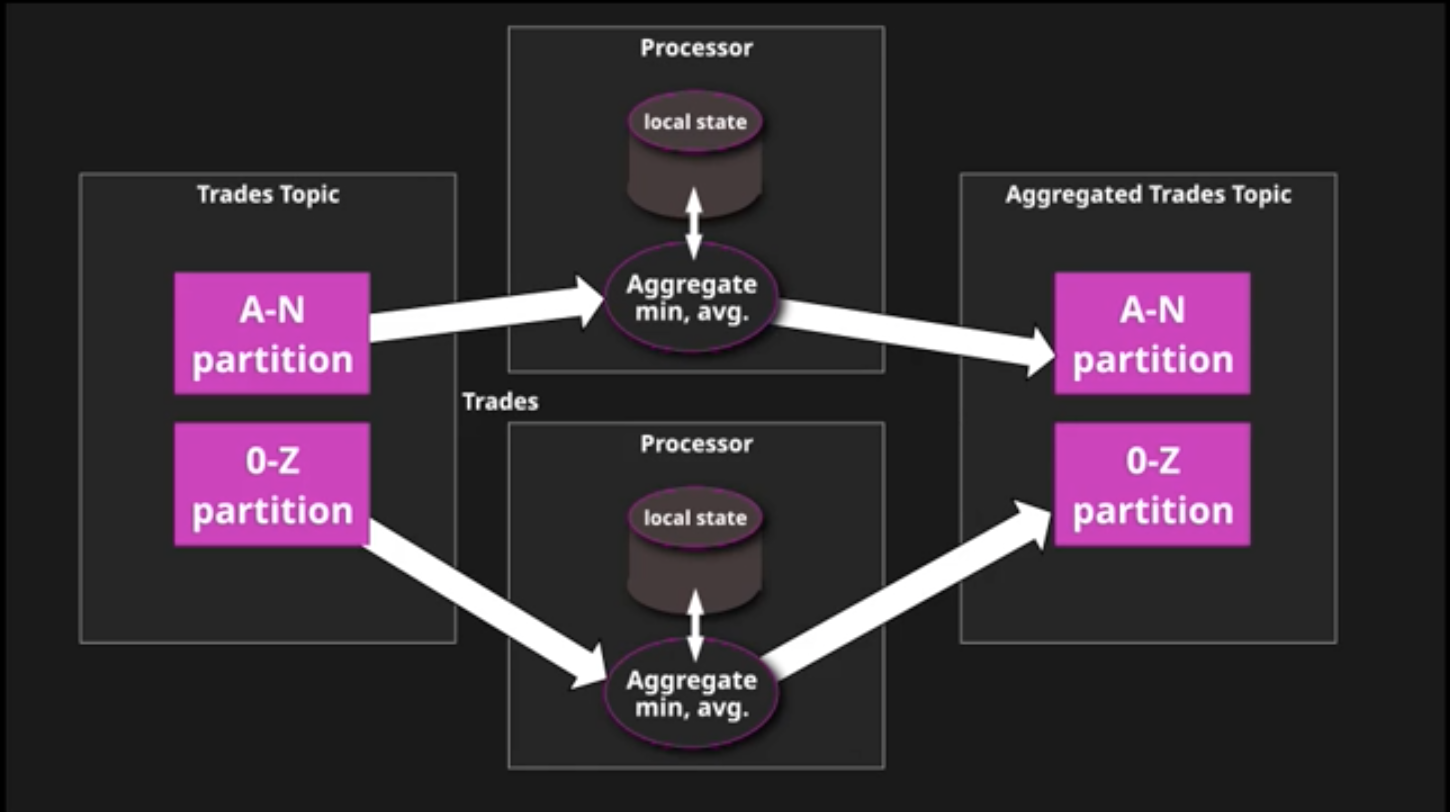 Processor
local state
Aggregate
min, avg.
Trades Topic
A-N
partition
0-Z
partition
Aggregated Trades Topic
A-N
partition
0-Z
partition
Trades
Processor
local state
Aggregate
min, avg.